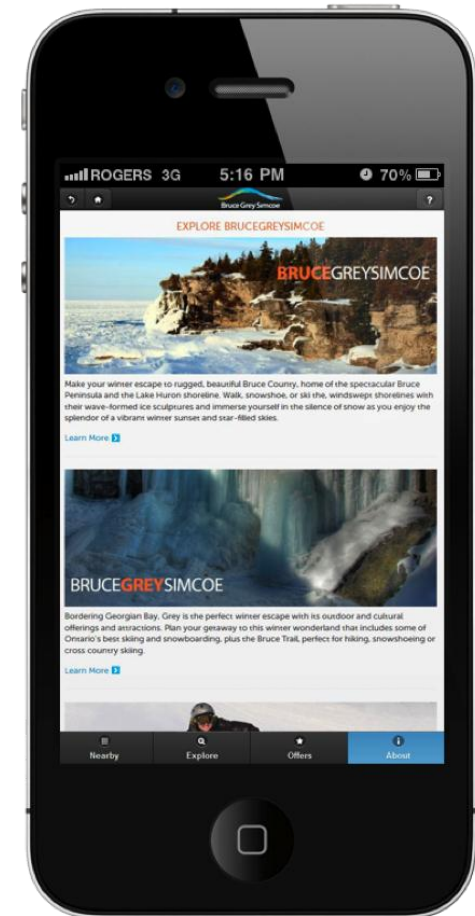 ROGERS 3G 5:16 PM 70%
Bruce Grey Simcoe
?
EXPLORE BRUCEGREYSIMCOE
BRUCEGREYSIMCOE
Make your winter escape to rugged, beautiful Bruce County, home of the spectacular Bruce
Peninsula and the Lake Huron shoreline. Walk, snowshoe, or ski the, windswept shorelines with
their wave-formed ice sculptures and immerse yourself in the silence of snow as you enjoy the
splendor of a vibrant winter sunset and star-filled skies.
Learn More
BRUCEGREYSIMCOE
Bordering Georgian Bay, Grey is the perfect winter escape with its outdoor and cultural
offerings and attractions. Plan your getaway to this winter wonderland that includes some of
Ontario's best skiing and snowboarding, plus the Bruce Trail, perfect for hiking, snowshoeing or
cross country skiing.
Learn More
Nearby Explore Offers About